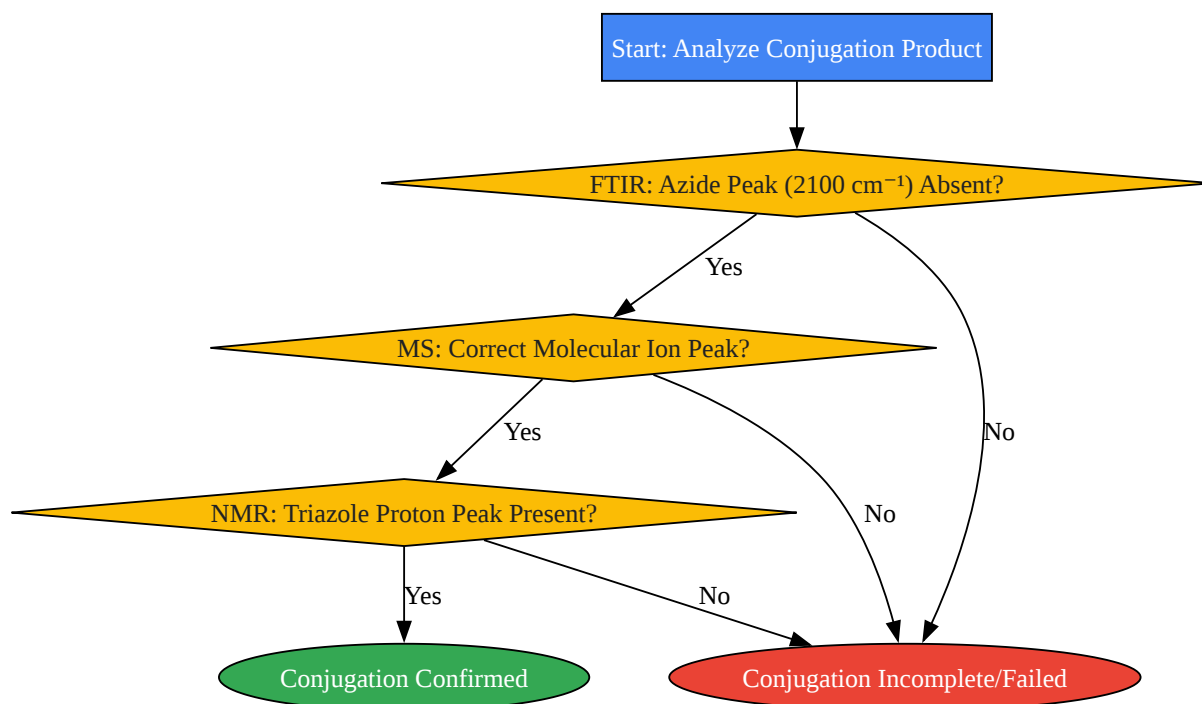 Start: Analyze Conjugation Product
FTIR: Azide Peak (2100 cm⁻¹) Absent?
Yes
MS: Correct Molecular Ion Peak?
Yes
No
NMR: Triazole Proton Peak Present?
No
Yes
No
Conjugation Confirmed
Conjugation Incomplete/Failed